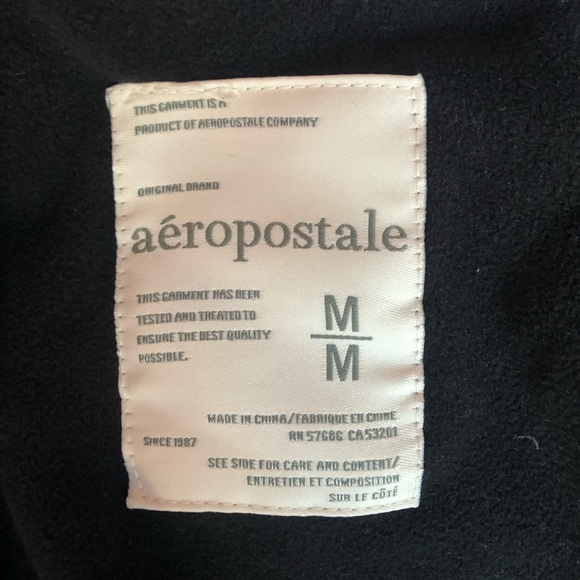 THIS GARMENT IS A
PRODUCT OF AEROPOSTALE COMPANY
ORIGINAL BRAND
aéropostale
THIS GARMENT HAS BEEN
TESTED AND TREATED TO
ENSURE THE BEST QUALITY
POSSIBLE.
M
M
MADE IN CHINA/FABRIQUE EN CHINE
RN 57686 CA53201
SINCE 1987
SEE SIDE FOR CARE AND CONTENT/
ENTRETIEN ET COMPOSITION
SUR LE CÔTÉ